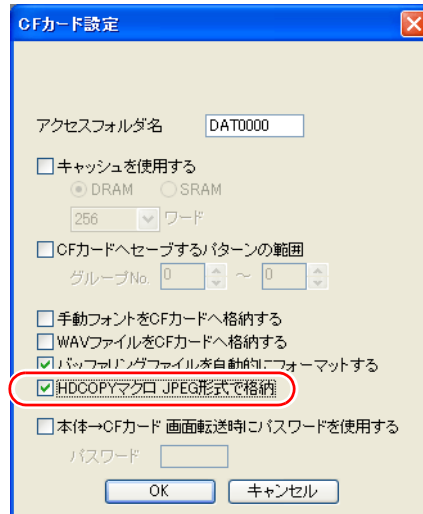 CFカード設定
アクセスフォルダ名 DAT0000
キャッシュを使用する
DRAM SRAM
256 ワード
CFカードへセーブするパターンの範囲
グループNo. 0 ～ 0
手動フォントをCFカードへ格納する
WAVファイルをCFカードへ格納する
バッファリングファイルを自動的にフォーマットする
HDCOPYマクロ JPEG形式で格納
本体→CFカード 画面転送時にパスワードを使用する
パスワード
OK キャンセル